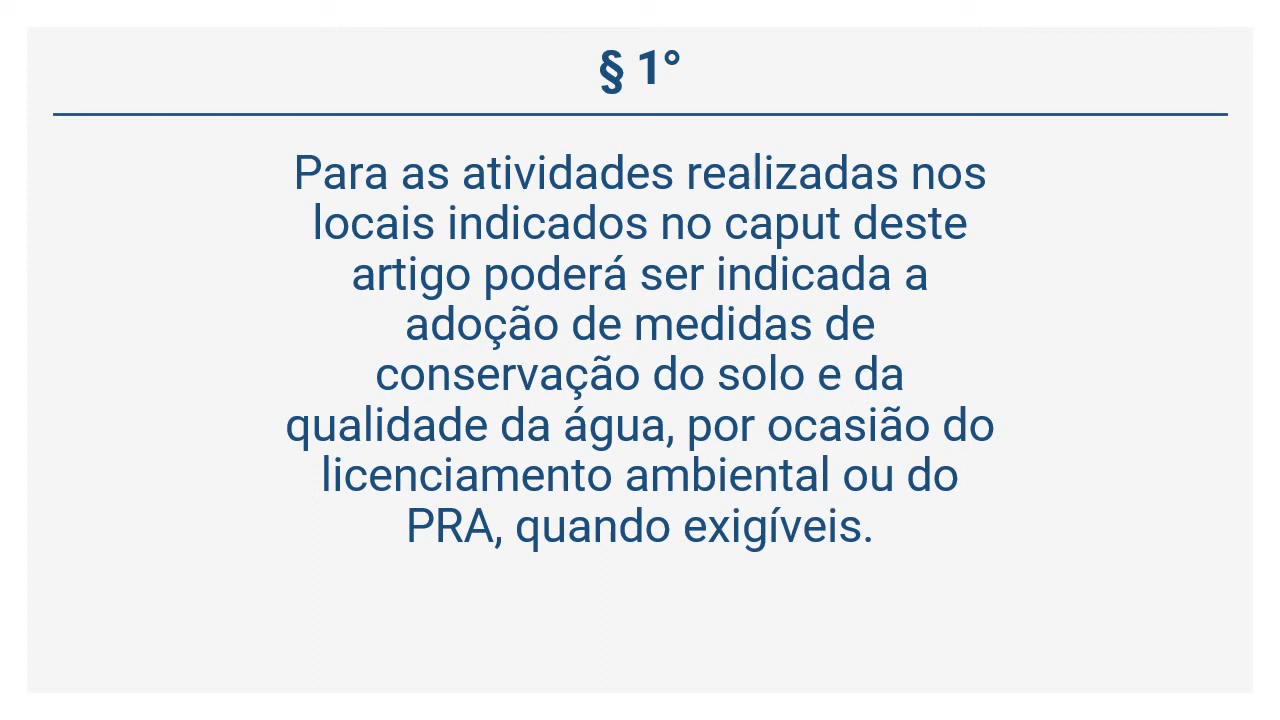 § 1°
Para as atividades realizadas nos
locais indicados no caput deste
artigo poderá ser indicada a
adoção de medidas de
conservação do solo e da
qualidade da água, por ocasião do
licenciamento ambiental ou do
PRA, quando exigíveis.